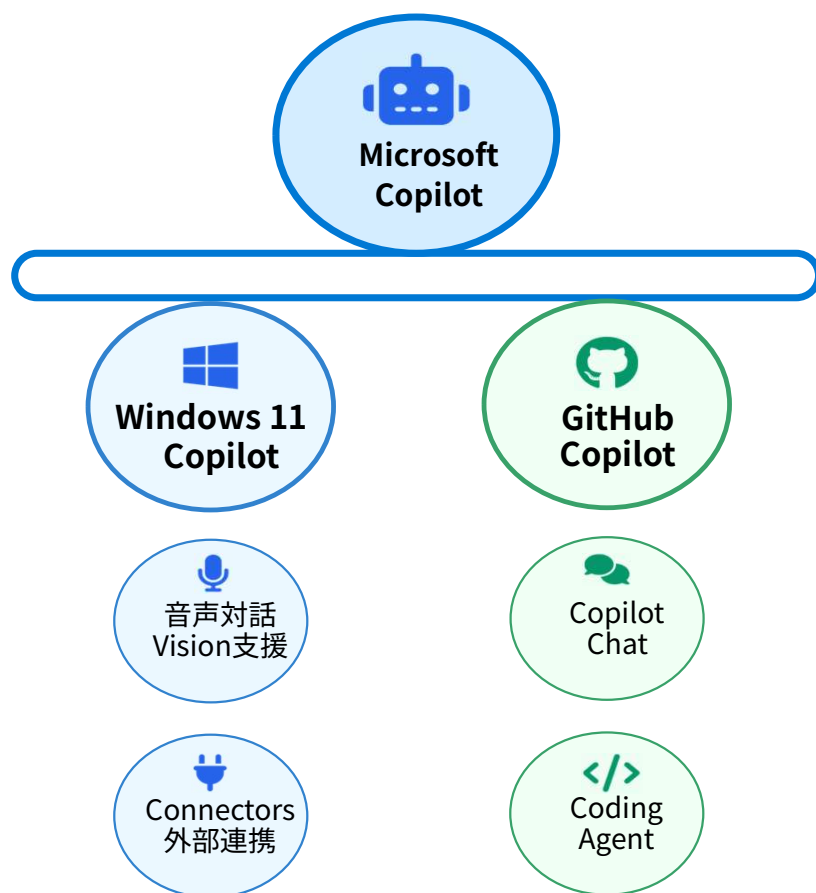 Microsoft
Copilot
Windows 11
Copilot
音声対話
Vision支援
Connectors
外部連携
GitHub
Copilot
Copilot
Chat
Coding
Agent